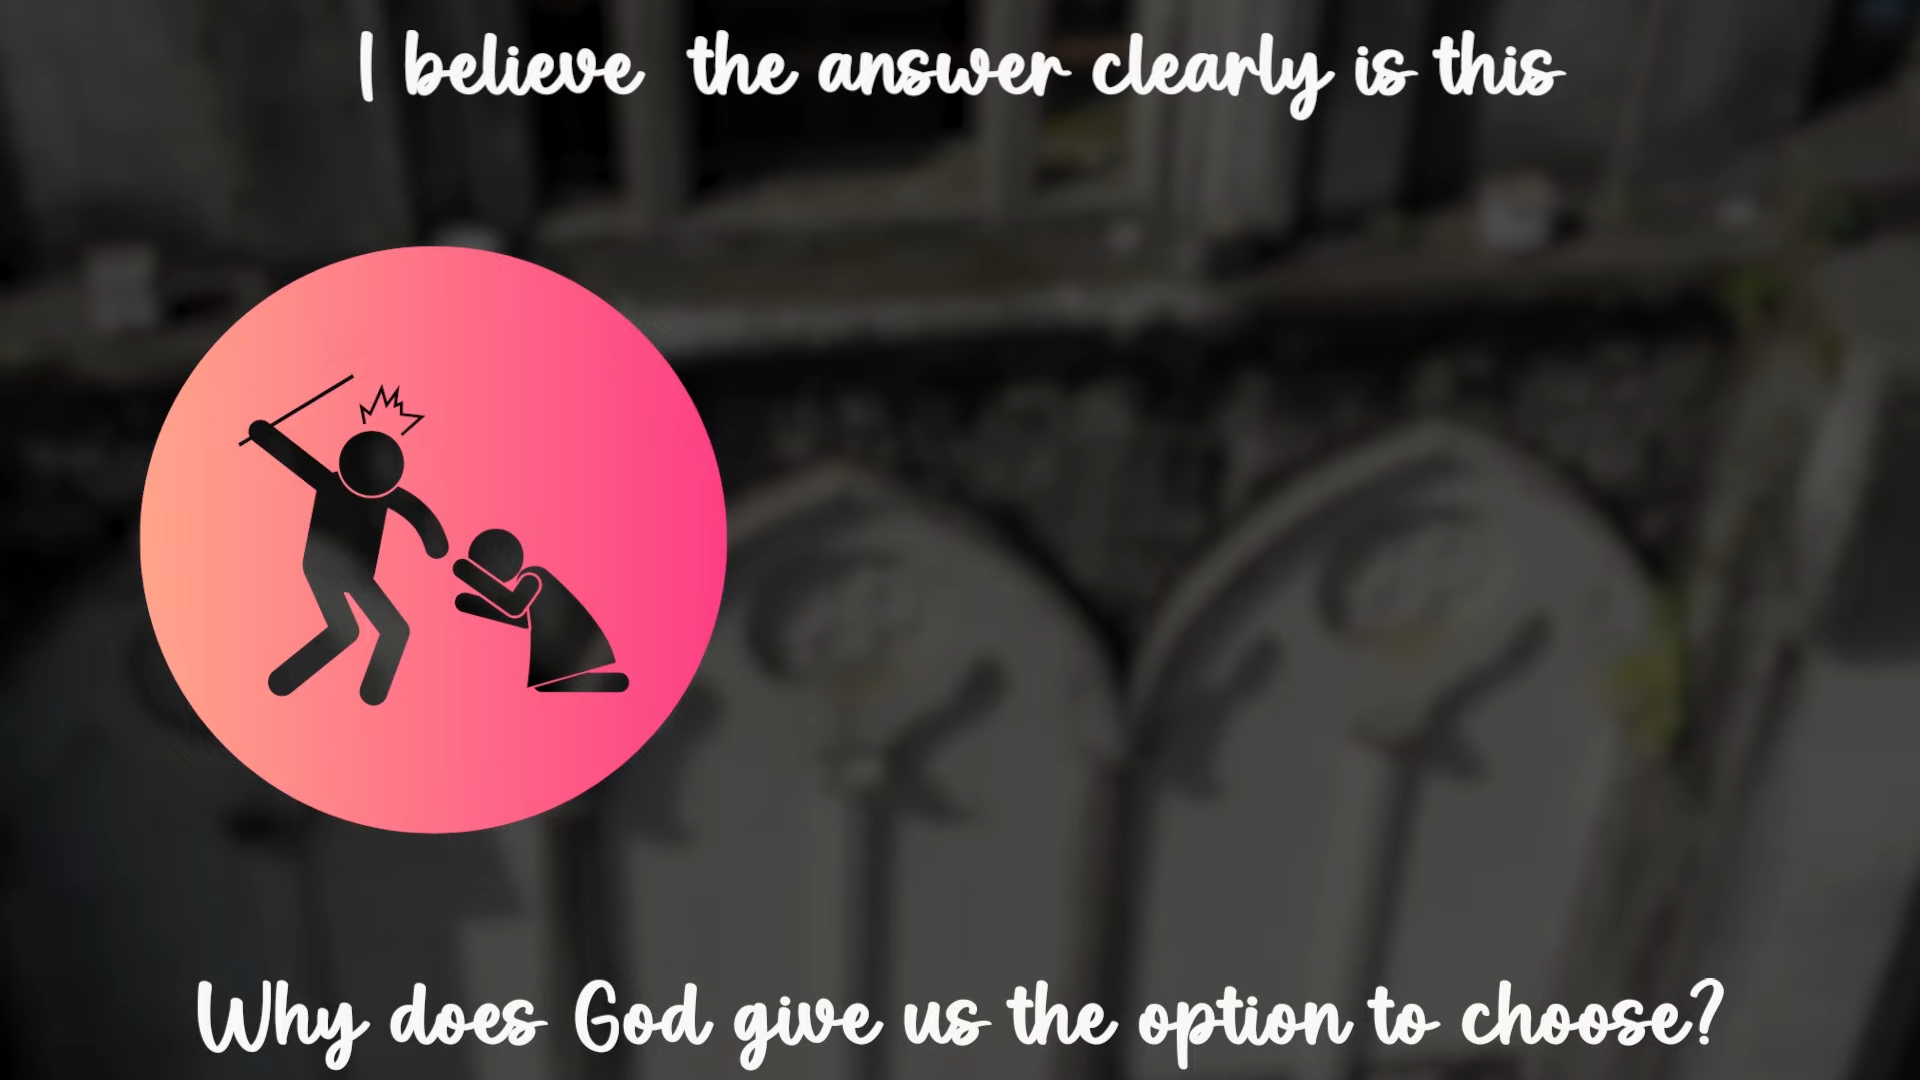 I believe the answer clearly is this
Why does God give us the option to choose?